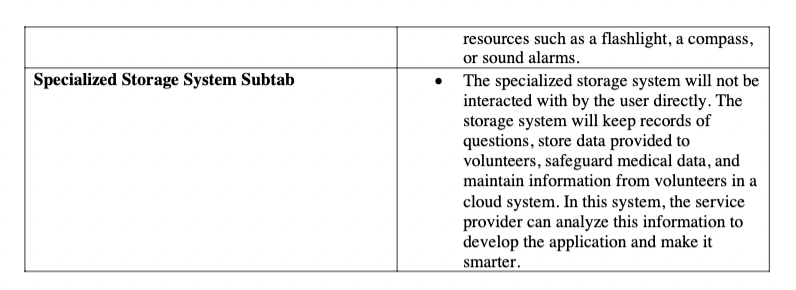 resources such as a flashlight, a compass,
or sound alarms.
Specialized Storage System Subtab
• The specialized storage system will not be
interacted with by the user directly. The
storage system will keep records of
questions, store data provided to
volunteers, safeguard medical data, and
maintain information from volunteers in a
cloud system. In this system, the service
provider can analyze this information to
develop the application and make it
smarter.